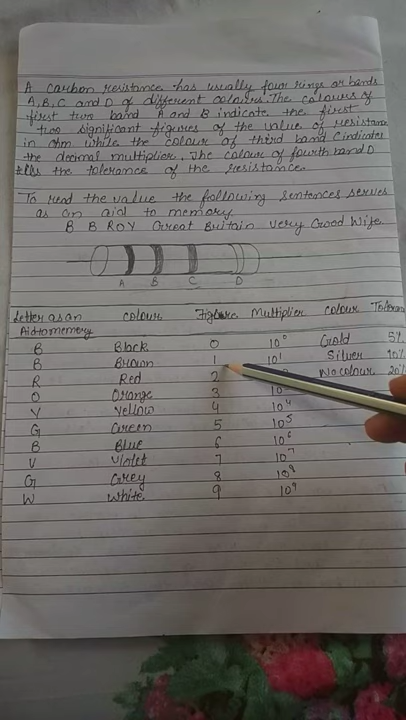 A carbon resistance has usually four rings or bands
A, B, C and D of different colours. The colours of
first two band A and B indicate the first
two significant figures of the value of resistance
in ohm while the colour of third band C indicates
the decimal multiplier. The colour of fourth band D
tells the tolerance of the resistance.
To read the value the following sentences serves
as an aid to memory.
B B ROY Great Britain Very Good Wife.
A B C D
Letter as an Colour Figure Multiplier Colour
Aid to memory
B Black 0 10⁰ Gold 5%
B Brown 1 10¹ Silver 10%
R Red 2 No colour 20%
O Orange 3 10
Y Yellow 4 10⁴
G Green 5 10⁵
B Blue 6 10⁶
V Violet 7 10⁷
G Grey 8 10⁸
W White 9 10⁹